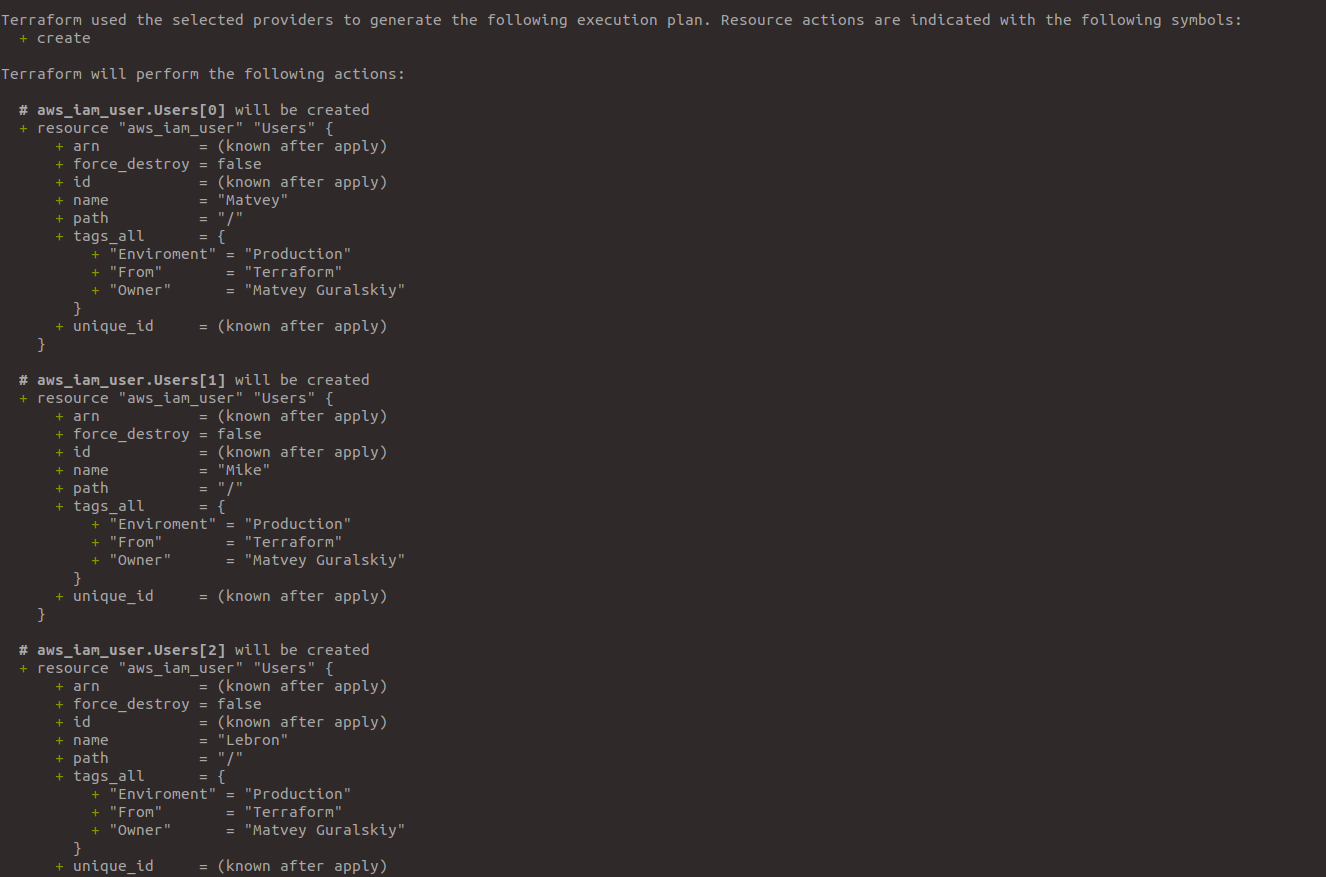 Terraform used the selected providers to generate the following execution plan. Resource actions are indicated with the following symbols:
  + create

Terraform will perform the following actions:

  # aws_iam_user.Users[0] will be created
  + resource "aws_iam_user" "Users" {
      + arn           = (known after apply)
      + force_destroy = false
      + id            = (known after apply)
      + name          = "Matvey"
      + path          = "/"
      + tags_all      = {
          + "Enviroment" = "Production"
          + "From"       = "Terraform"
          + "Owner"      = "Matvey Guralskiy"
        }
      + unique_id     = (known after apply)
    }

  # aws_iam_user.Users[1] will be created
  + resource "aws_iam_user" "Users" {
      + arn           = (known after apply)
      + force_destroy = false
      + id            = (known after apply)
      + name          = "Mike"
      + path          = "/"
      + tags_all      = {
          + "Enviroment" = "Production"
          + "From"       = "Terraform"
          + "Owner"      = "Matvey Guralskiy"
        }
      + unique_id     = (known after apply)
    }

  # aws_iam_user.Users[2] will be created
  + resource "aws_iam_user" "Users" {
      + arn           = (known after apply)
      + force_destroy = false
      + id            = (known after apply)
      + name          = "Lebron"
      + path          = "/"
      + tags_all      = {
          + "Enviroment" = "Production"
          + "From"       = "Terraform"
          + "Owner"      = "Matvey Guralskiy"
        }
      + unique_id     = (known after apply)